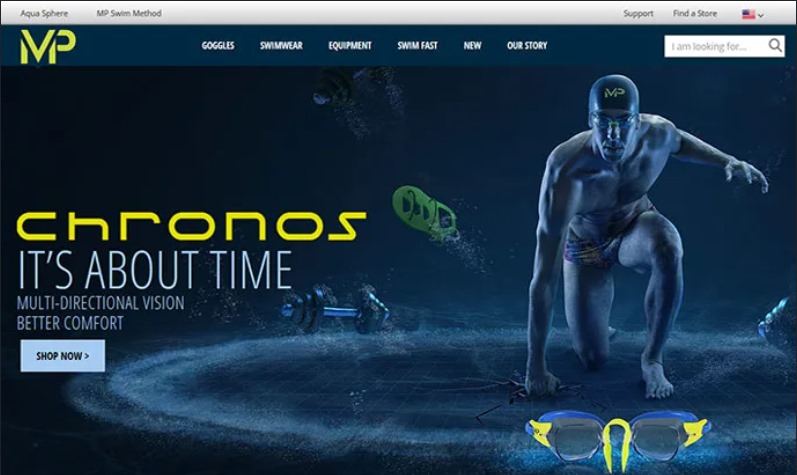 Aqua Sphere MP Swim Method Support Find a Store
MP GOGGLES SWIMWEAR EQUIPMENT SWIM FAST NEW OUR STORY I am looking for...
MP
chronos
IT'S ABOUT TIME
MULTI-DIRECTIONAL VISION
BETTER COMFORT
SHOP NOW >